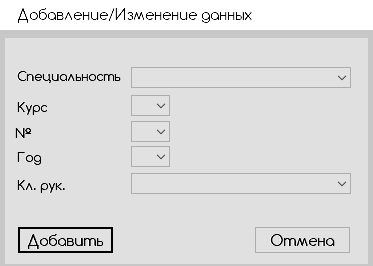 Добавление/Изменение данных
Специальность
Курс
№
Год
Кл. рук.
Добавить Отмена